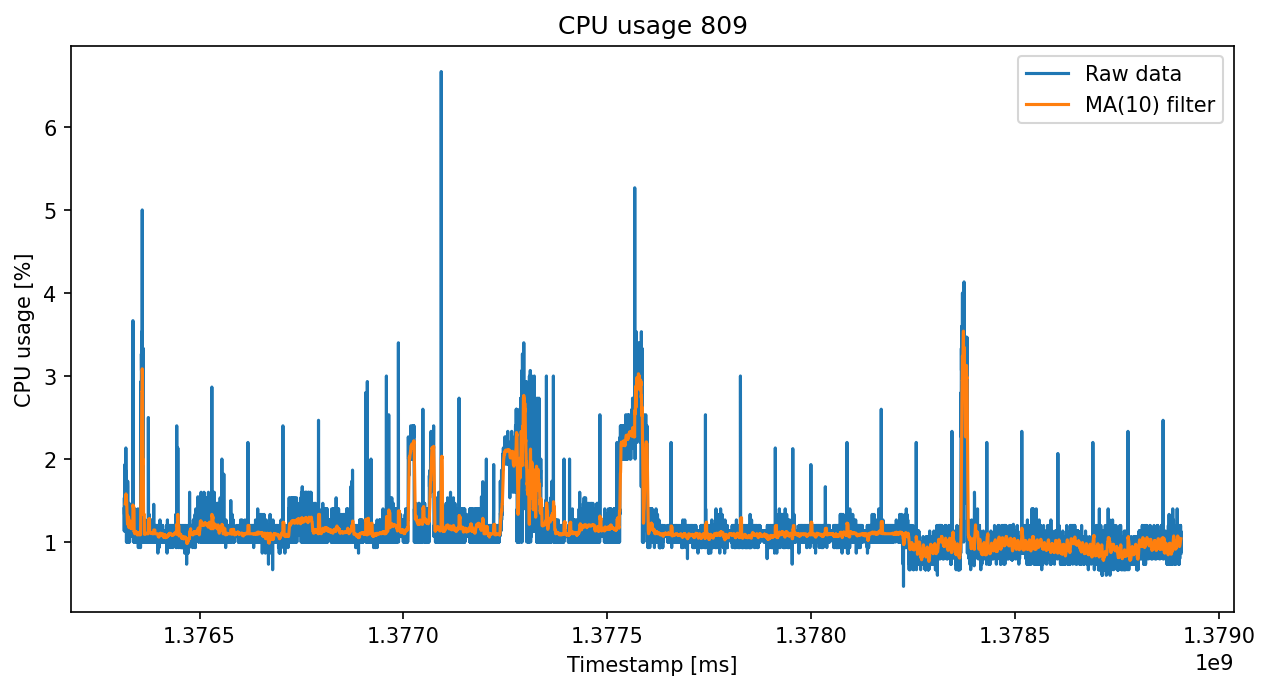 CPU usage 809
Raw data
MA(10) filter
CPU usage [%]
6
5
4
3
2
1
1.3765
1.3770
1.3775
1.3780
1.3785
1.3790
1e9
Timestamp [ms]